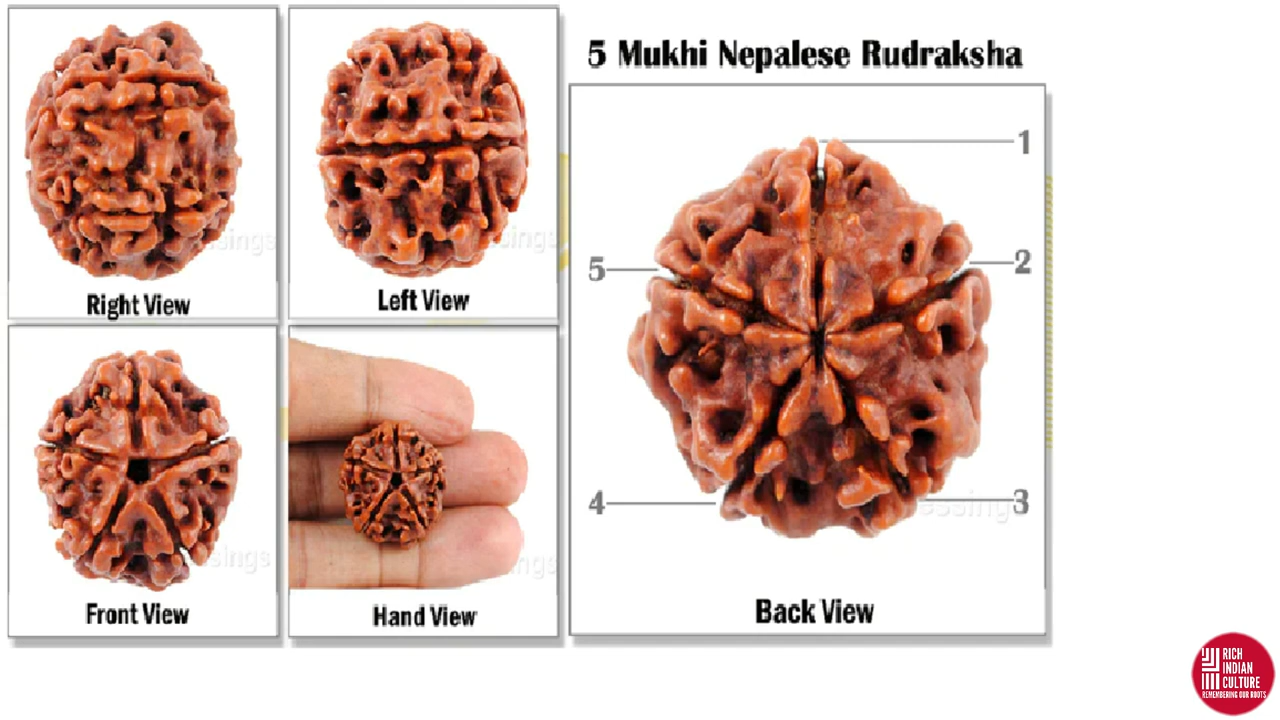 5 Mukhi Nepalese Rudraksha
Right View
Left View
1
2
5
4
3
Front View
Hand View
Back View
RICH
INDIAN
CULTURE
REMEMBERING OUR ROOTS